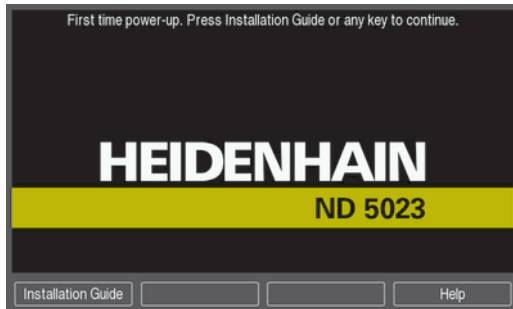 First time power-up. Press Installation Guide or any key to continue.
HEIDENHAIN
ND 5023
Installation Guide
Help